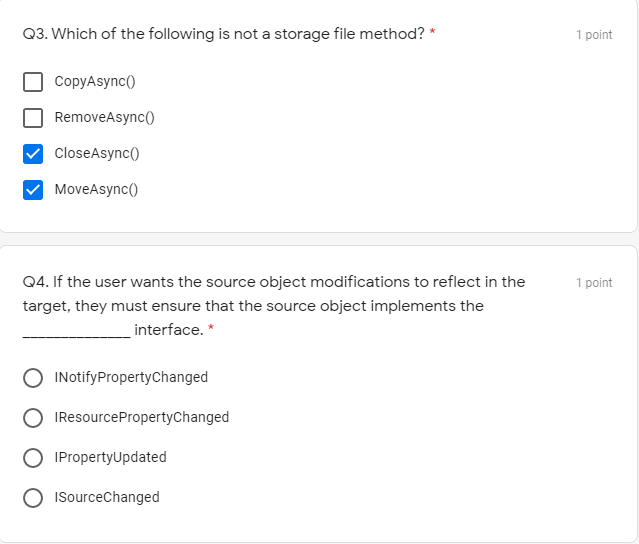 Q3. Which of the following is not a storage file method? * 1 point
CopyAsync()
RemoveAsync()
CloseAsync()
MoveAsync()
Q4. If the user wants the source object modifications to reflect in the 1 point
target, they must ensure that the source object implements the
______________ interface. *
INotifyPropertyChanged
IResourcePropertyChanged
IPropertyUpdated
ISourceChanged